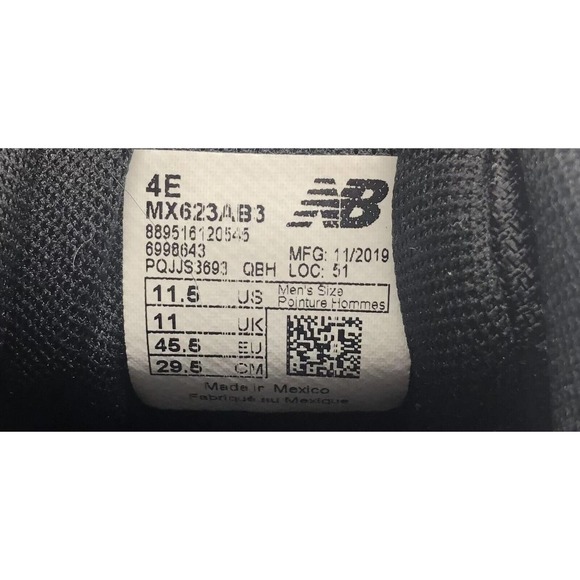 4E
MX623AB3
NB
889516120545
6998643 MFG: 11/2019
PQJJS3693 QBH LOC: 51
11.5 US Men's Size
Pointure Hommes
11 UK
45.5 EU
29.5 CM
Made in Mexico
Fabriqué au Mexique